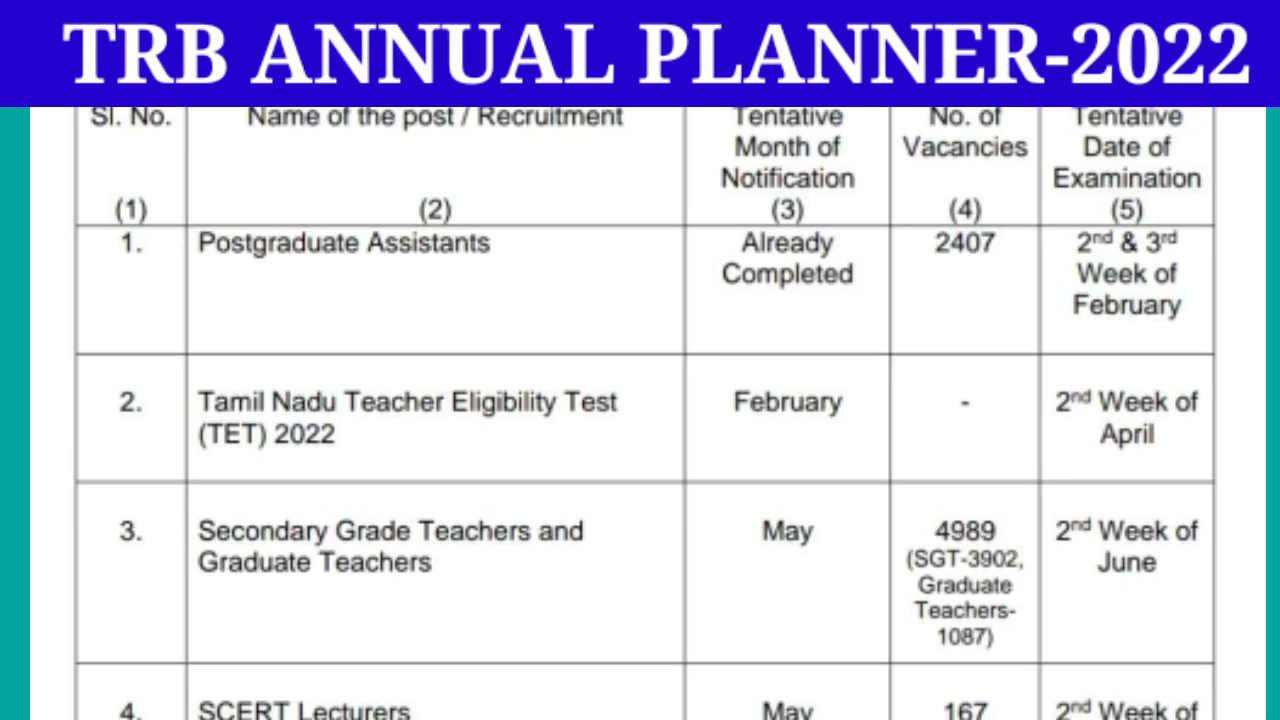 TRB ANNUAL PLANNER-2022
Sl. No. Name of the post / Recruitment Tentative No. of Tentative
Month of Vacancies Date of
Notification Examination
(1) (2) (3) (4) (5)
1. Postgraduate Assistants Already 2407 2nd & 3rd
Completed Week of
February
2. Tamil Nadu Teacher Eligibility Test February - 2nd Week of
(TET) 2022 April
3. Secondary Grade Teachers and May 4989 2nd Week of
Graduate Teachers (SGT-3902, June
Graduate
Teachers-
1087)
4. SCERT Lecturers May 167 2nd Week of